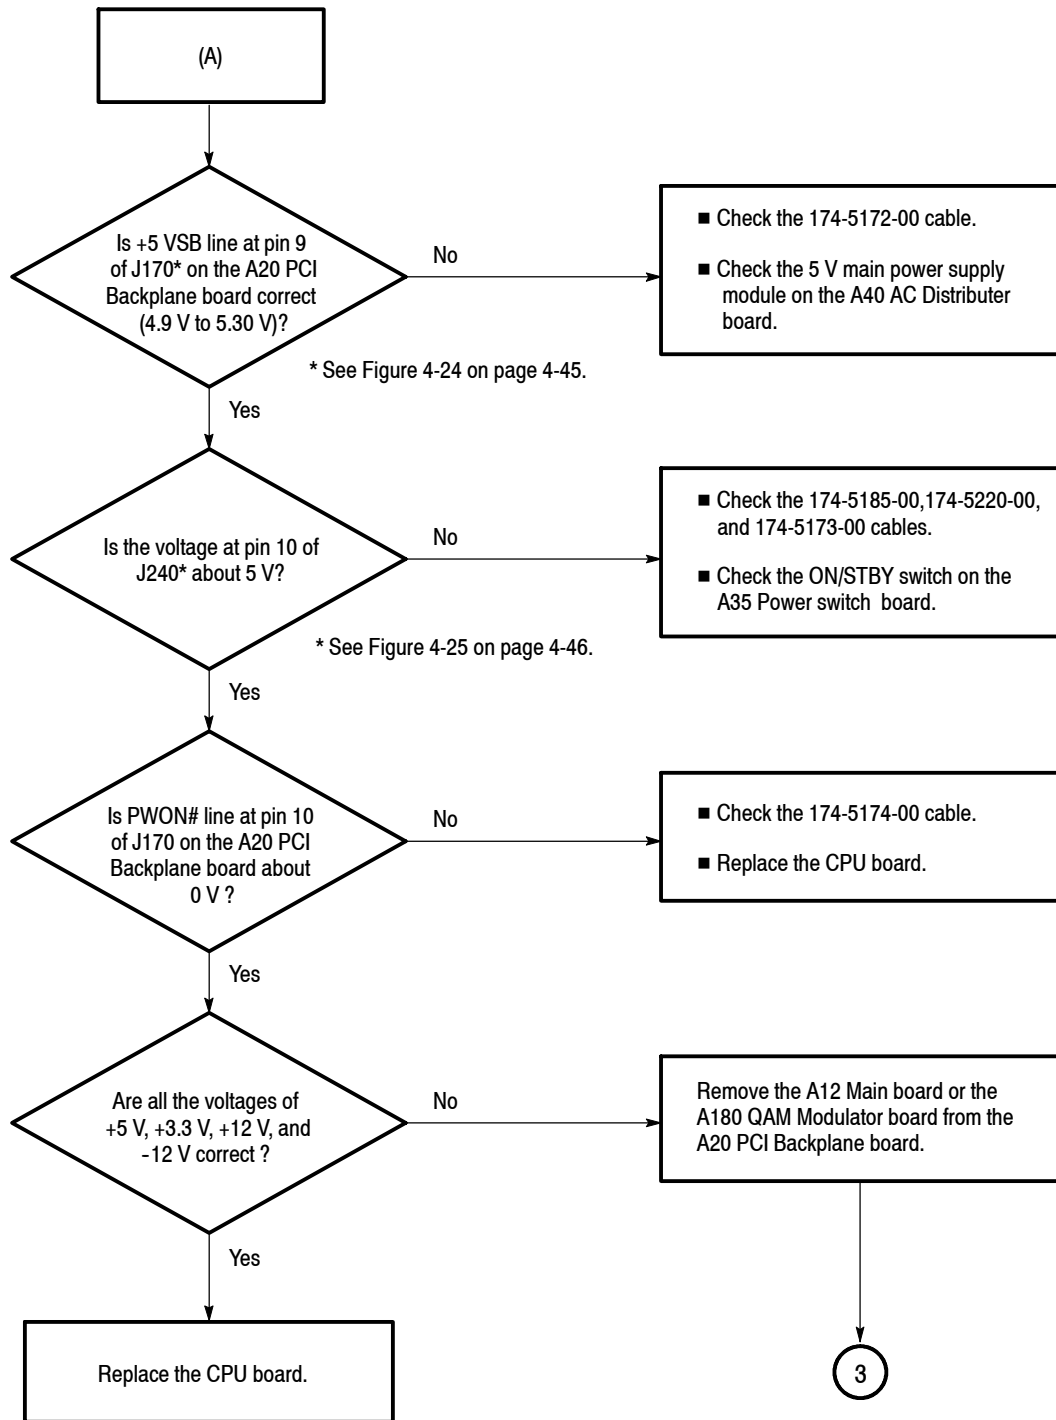 (A)
Is +5 VSB line at pin 9
of J170* on the A20 PCI
Backplane board correct
(4.9 V to 5.30 V)?
No
■ Check the 174-5172-00 cable.
■ Check the 5 V main power supply
module on the A40 AC Distributer
board.
* See Figure 4-24 on page 4-45.
Yes
Is the voltage at pin 10 of
J240* about 5 V?
No
■ Check the 174-5185-00,174-5220-00,
and 174-5173-00 cables.
■ Check the ON/STBY switch on the
A35 Power switch board.
* See Figure 4-25 on page 4-46.
Yes
Is PWON# line at pin 10
of J170 on the A20 PCI
Backplane board about
0 V ?
No
■ Check the 174-5174-00 cable.
■ Replace the CPU board.
Yes
Are all the voltages of
+5 V, +3.3 V, +12 V, and
-12 V correct ?
No
Remove the A12 Main board or the
A180 QAM Modulator board from the
A20 PCI Backplane board.
Yes
Replace the CPU board.
3